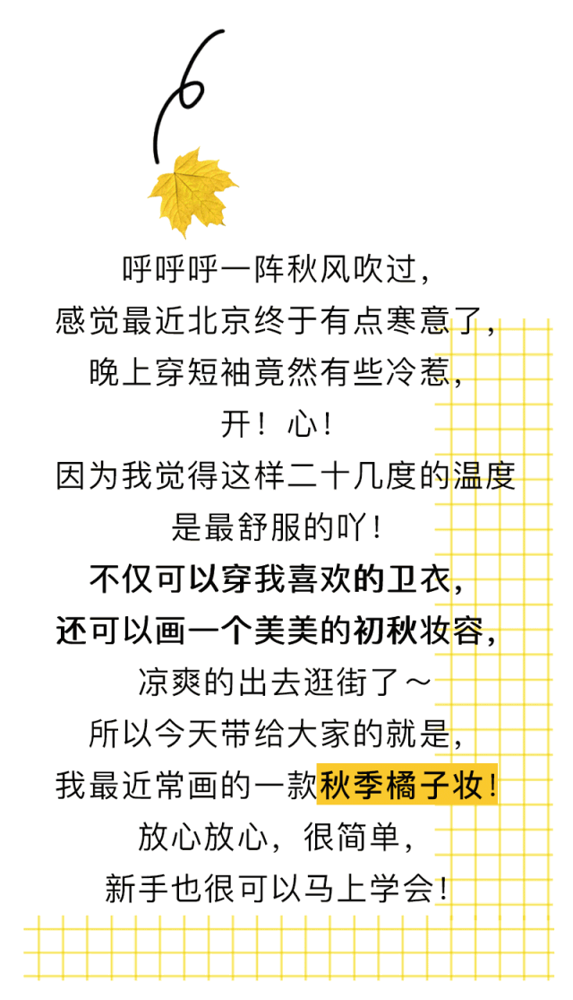 呼呼呼一阵秋风吹过，
感觉最近北京终于有点寒意了，
晚上穿短袖竟然有些冷惹，
开！心！
因为我觉得这样二十几度的温度
是最舒服的吖！
不仅可以穿我喜欢的卫衣，
还可以画一个美美的初秋妆容，
凉爽的出去逛街了～
所以今天带给大家的就是，
我最近常画的一款秋季橘子妆！
放心放心，很简单，
新手也很可以马上学会！